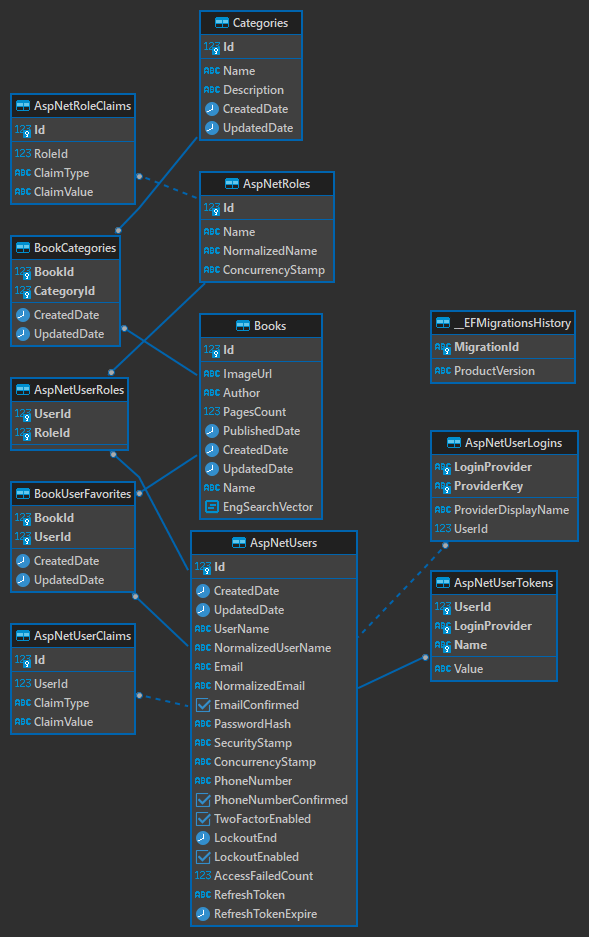 Categories
123 Id
ABC Name
ABC Description
CreatedDate
UpdatedDate
AspNetRoleClaims
123 Id
123 RoleId
ABC ClaimType
ABC ClaimValue
AspNetRoles
123 Id
ABC Name
ABC NormalizedName
ABC ConcurrencyStamp
BookCategories
123 BookId
123 CategoryId
CreatedDate
UpdatedDate
Books
123 Id
ABC ImageUrl
ABC Author
123 PagesCount
PublishedDate
CreatedDate
UpdatedDate
ABC Name
EngSearchVector
__EFMigrationsHistory
ABC MigrationId
ABC ProductVersion
AspNetUserRoles
123 UserId
123 RoleId
AspNetUserLogins
ABC LoginProvider
ABC ProviderKey
ABC ProviderDisplayName
123 UserId
BookUserFavorites
123 BookId
123 UserId
CreatedDate
UpdatedDate
AspNetUsers
123 Id
CreatedDate
UpdatedDate
ABC UserName
ABC NormalizedUserName
ABC Email
ABC NormalizedEmail
EmailConfirmed
ABC PasswordHash
ABC SecurityStamp
ABC ConcurrencyStamp
ABC PhoneNumber
PhoneNumberConfirmed
TwoFactorEnabled
LockoutEnd
LockoutEnabled
123 AccessFailedCount
ABC RefreshToken
RefreshTokenExpire
AspNetUserTokens
123 UserId
ABC LoginProvider
ABC Name
ABC Value
AspNetUserClaims
123 Id
123 UserId
ABC ClaimType
ABC ClaimValue